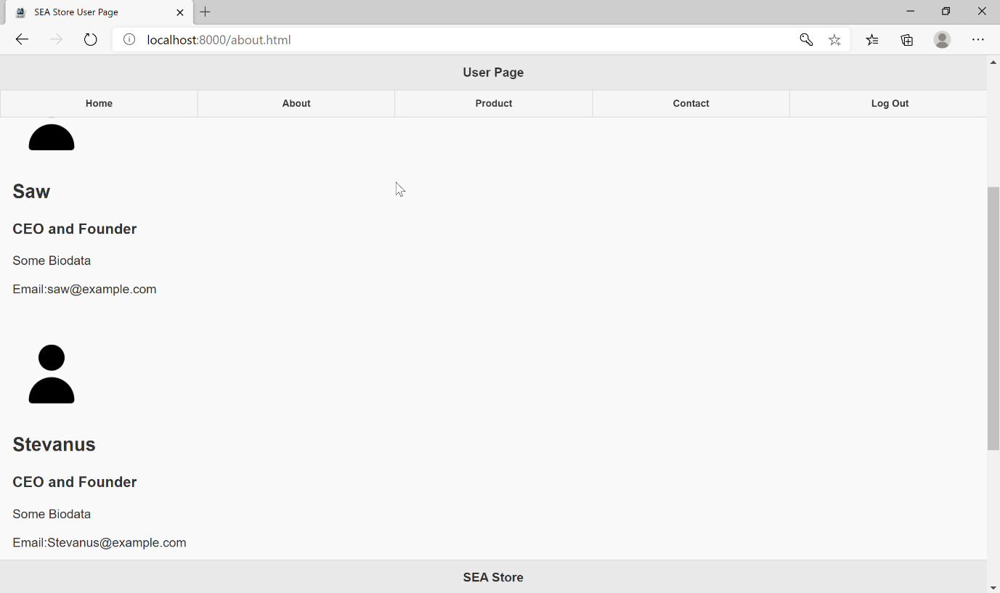 SEA Store User Page
localhost:8000/about.html
User Page
Home About Product Contact Log Out
Saw
CEO and Founder
Some Biodata
Email:saw@example.com
Stevanus
CEO and Founder
Some Biodata
Email:Stevanus@example.com
SEA Store